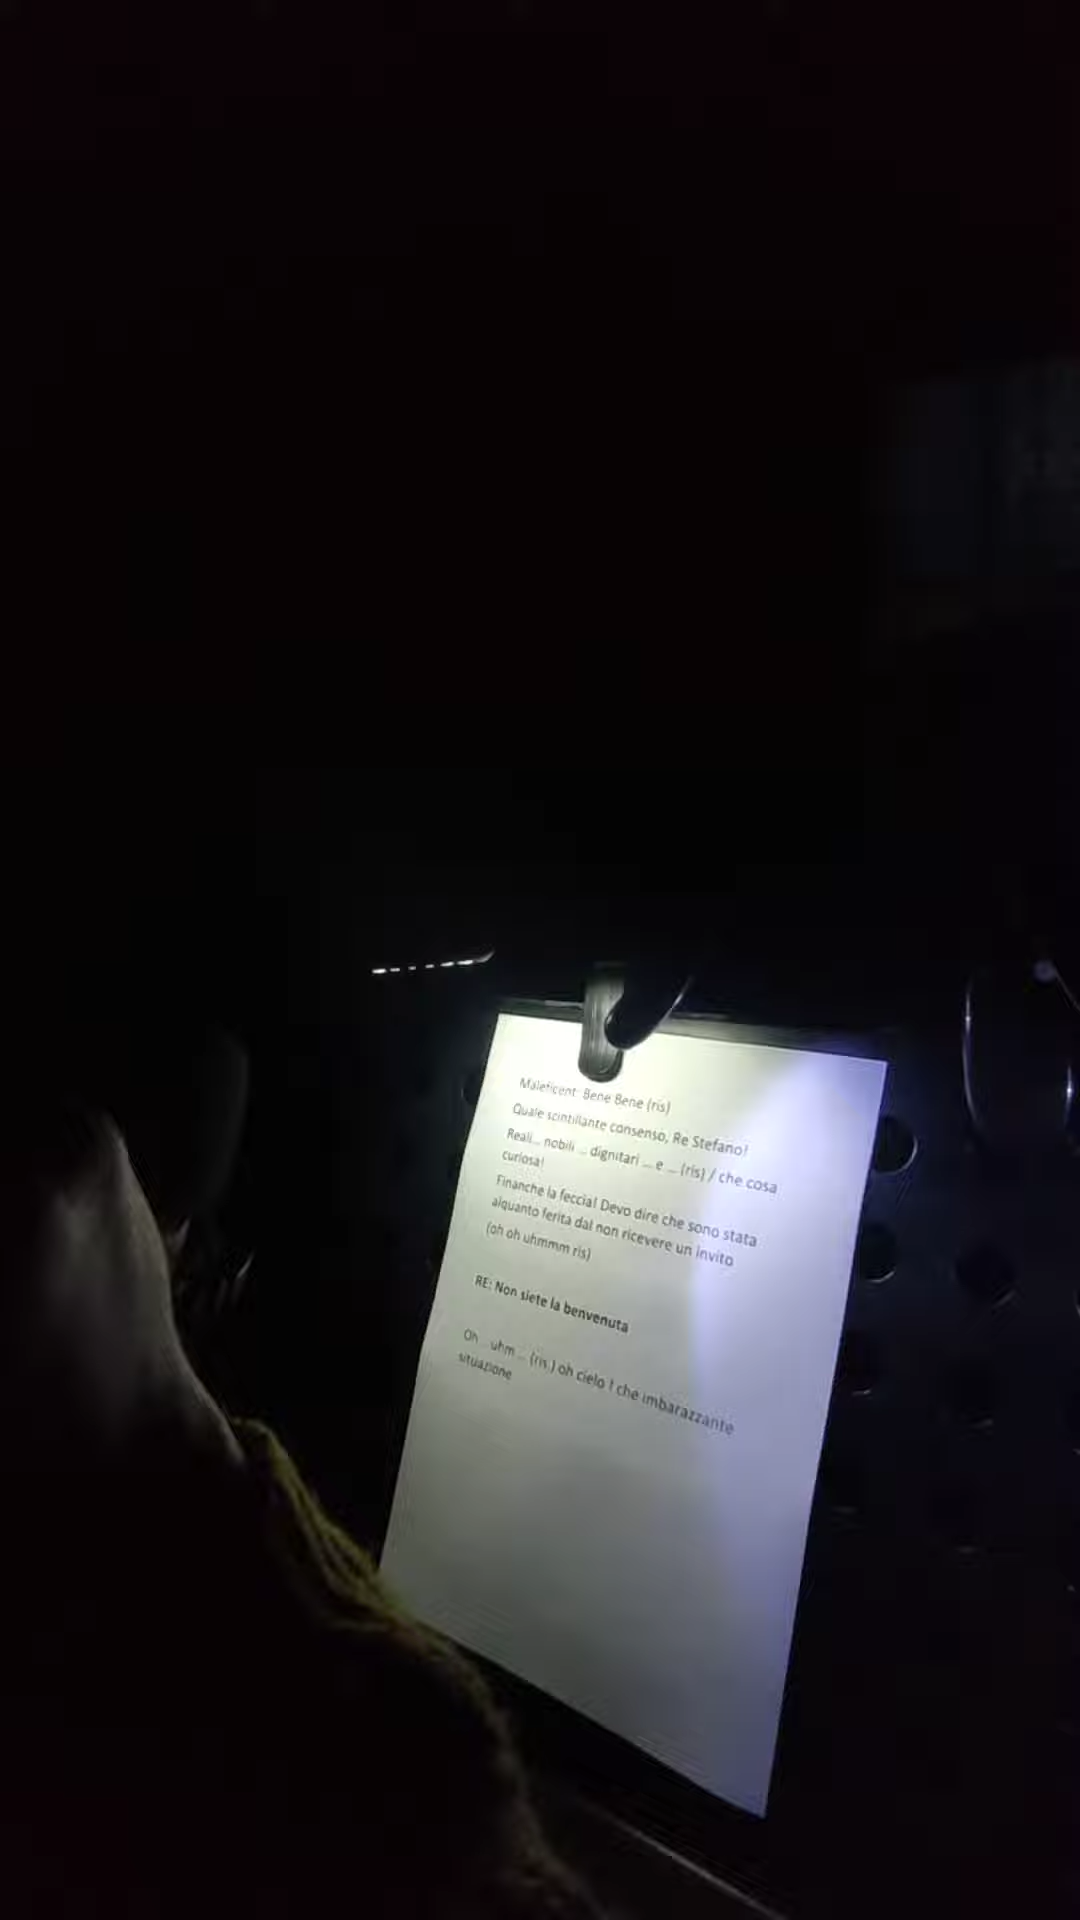 Maleficent: Bene Bene (ris)
Quale scintillante consenso, Re Stefano!
Reali... nobili ... dignitari ... e ... (ris) / che cosa
curiosa!
Finanche la feccia! Devo dire che sono stata
alquanto ferita dal non ricevere un invito
(oh oh uhmmm ris)
RE: Non siete la benvenuta
Oh ... uhm ... (ris ) oh cielo ! che imbarazzante
situazione